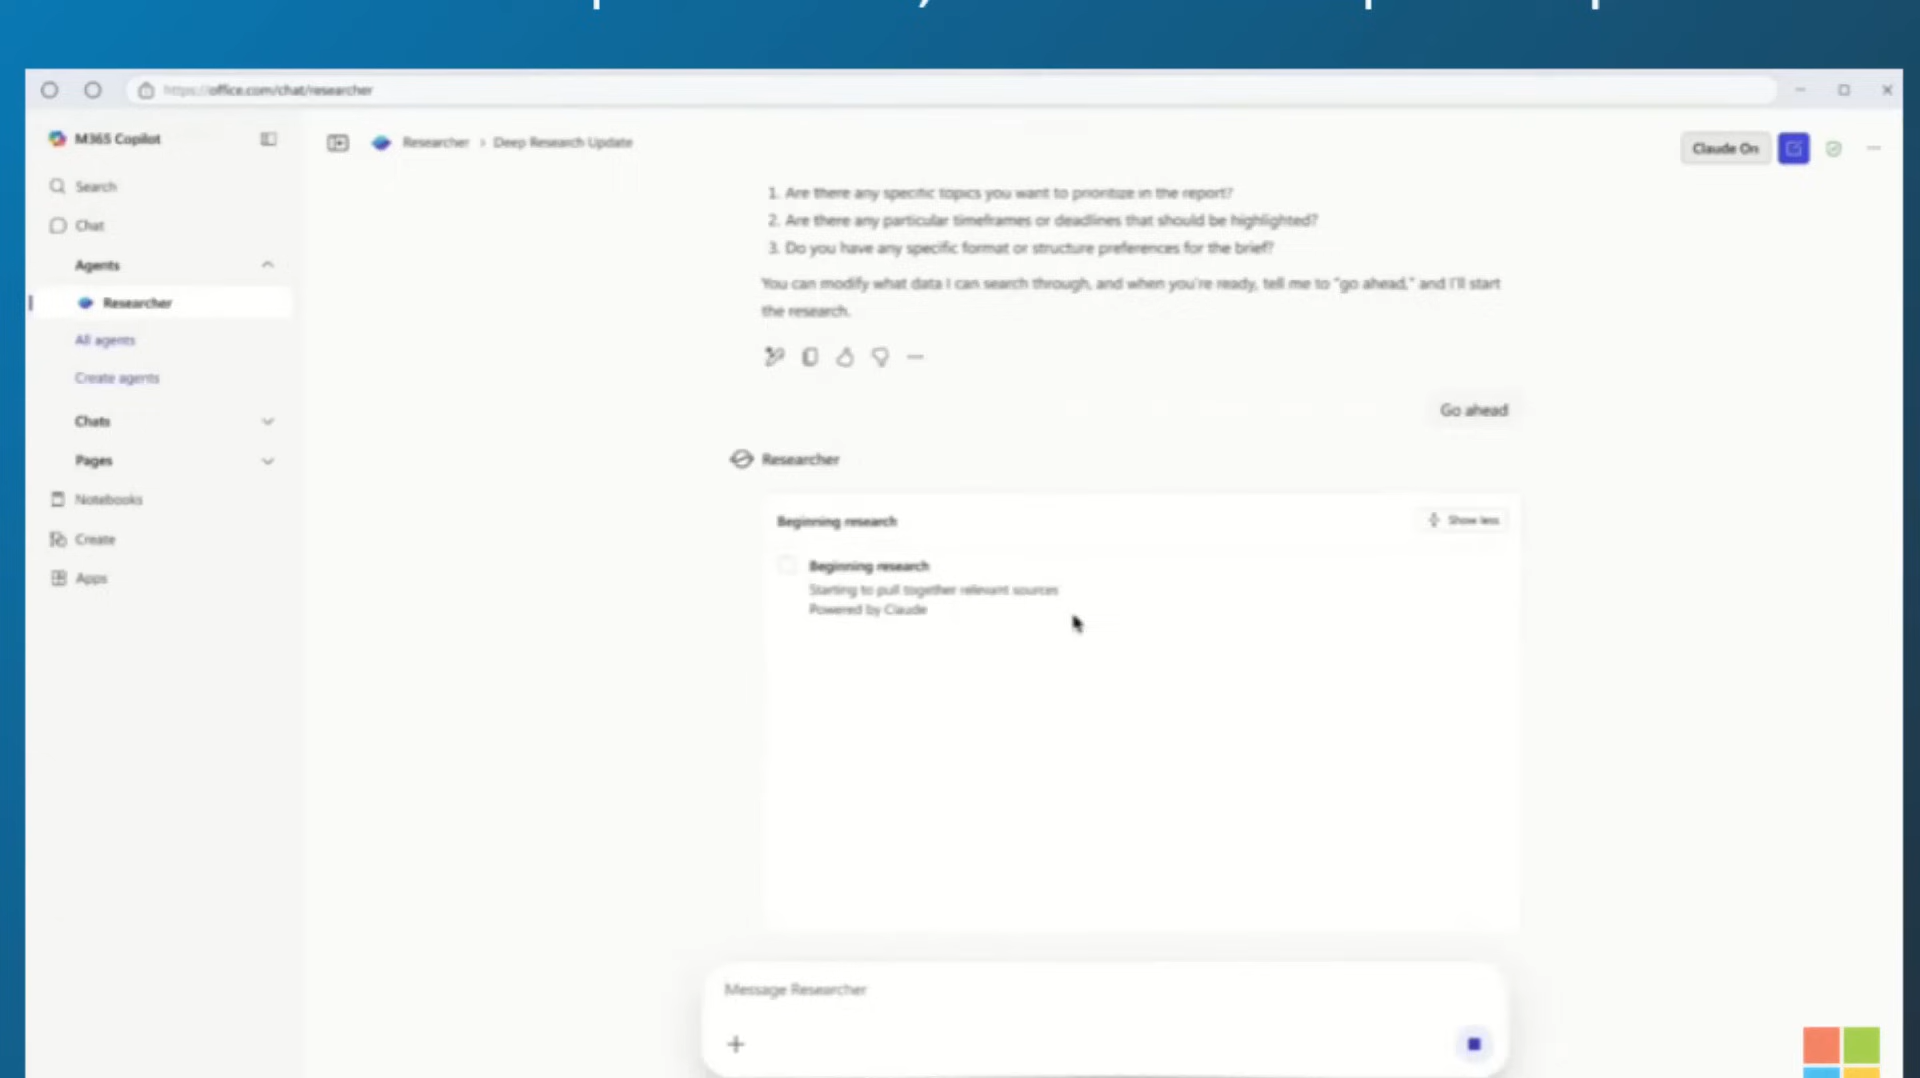 https://office.com/chat/researcher
M365 Copilot
Search
Chat
Agents
Researcher
All agents
Create agents
Chats
Pages
Notebooks
Create
Apps
Researcher > Deep Research Update
Claude On
1. Are there any specific topics you want to prioritize in the report?
2. Are there any particular timeframes or deadlines that should be highlighted?
3. Do you have any specific format or structure preferences for the brief?
You can modify what data I can search through, and when you're ready, tell me to "go ahead," and I'll start
the research.
Go ahead
Researcher
Beginning research
Show less
Beginning research
Starting to pull together relevant sources
Powered by Claude
Message Researcher